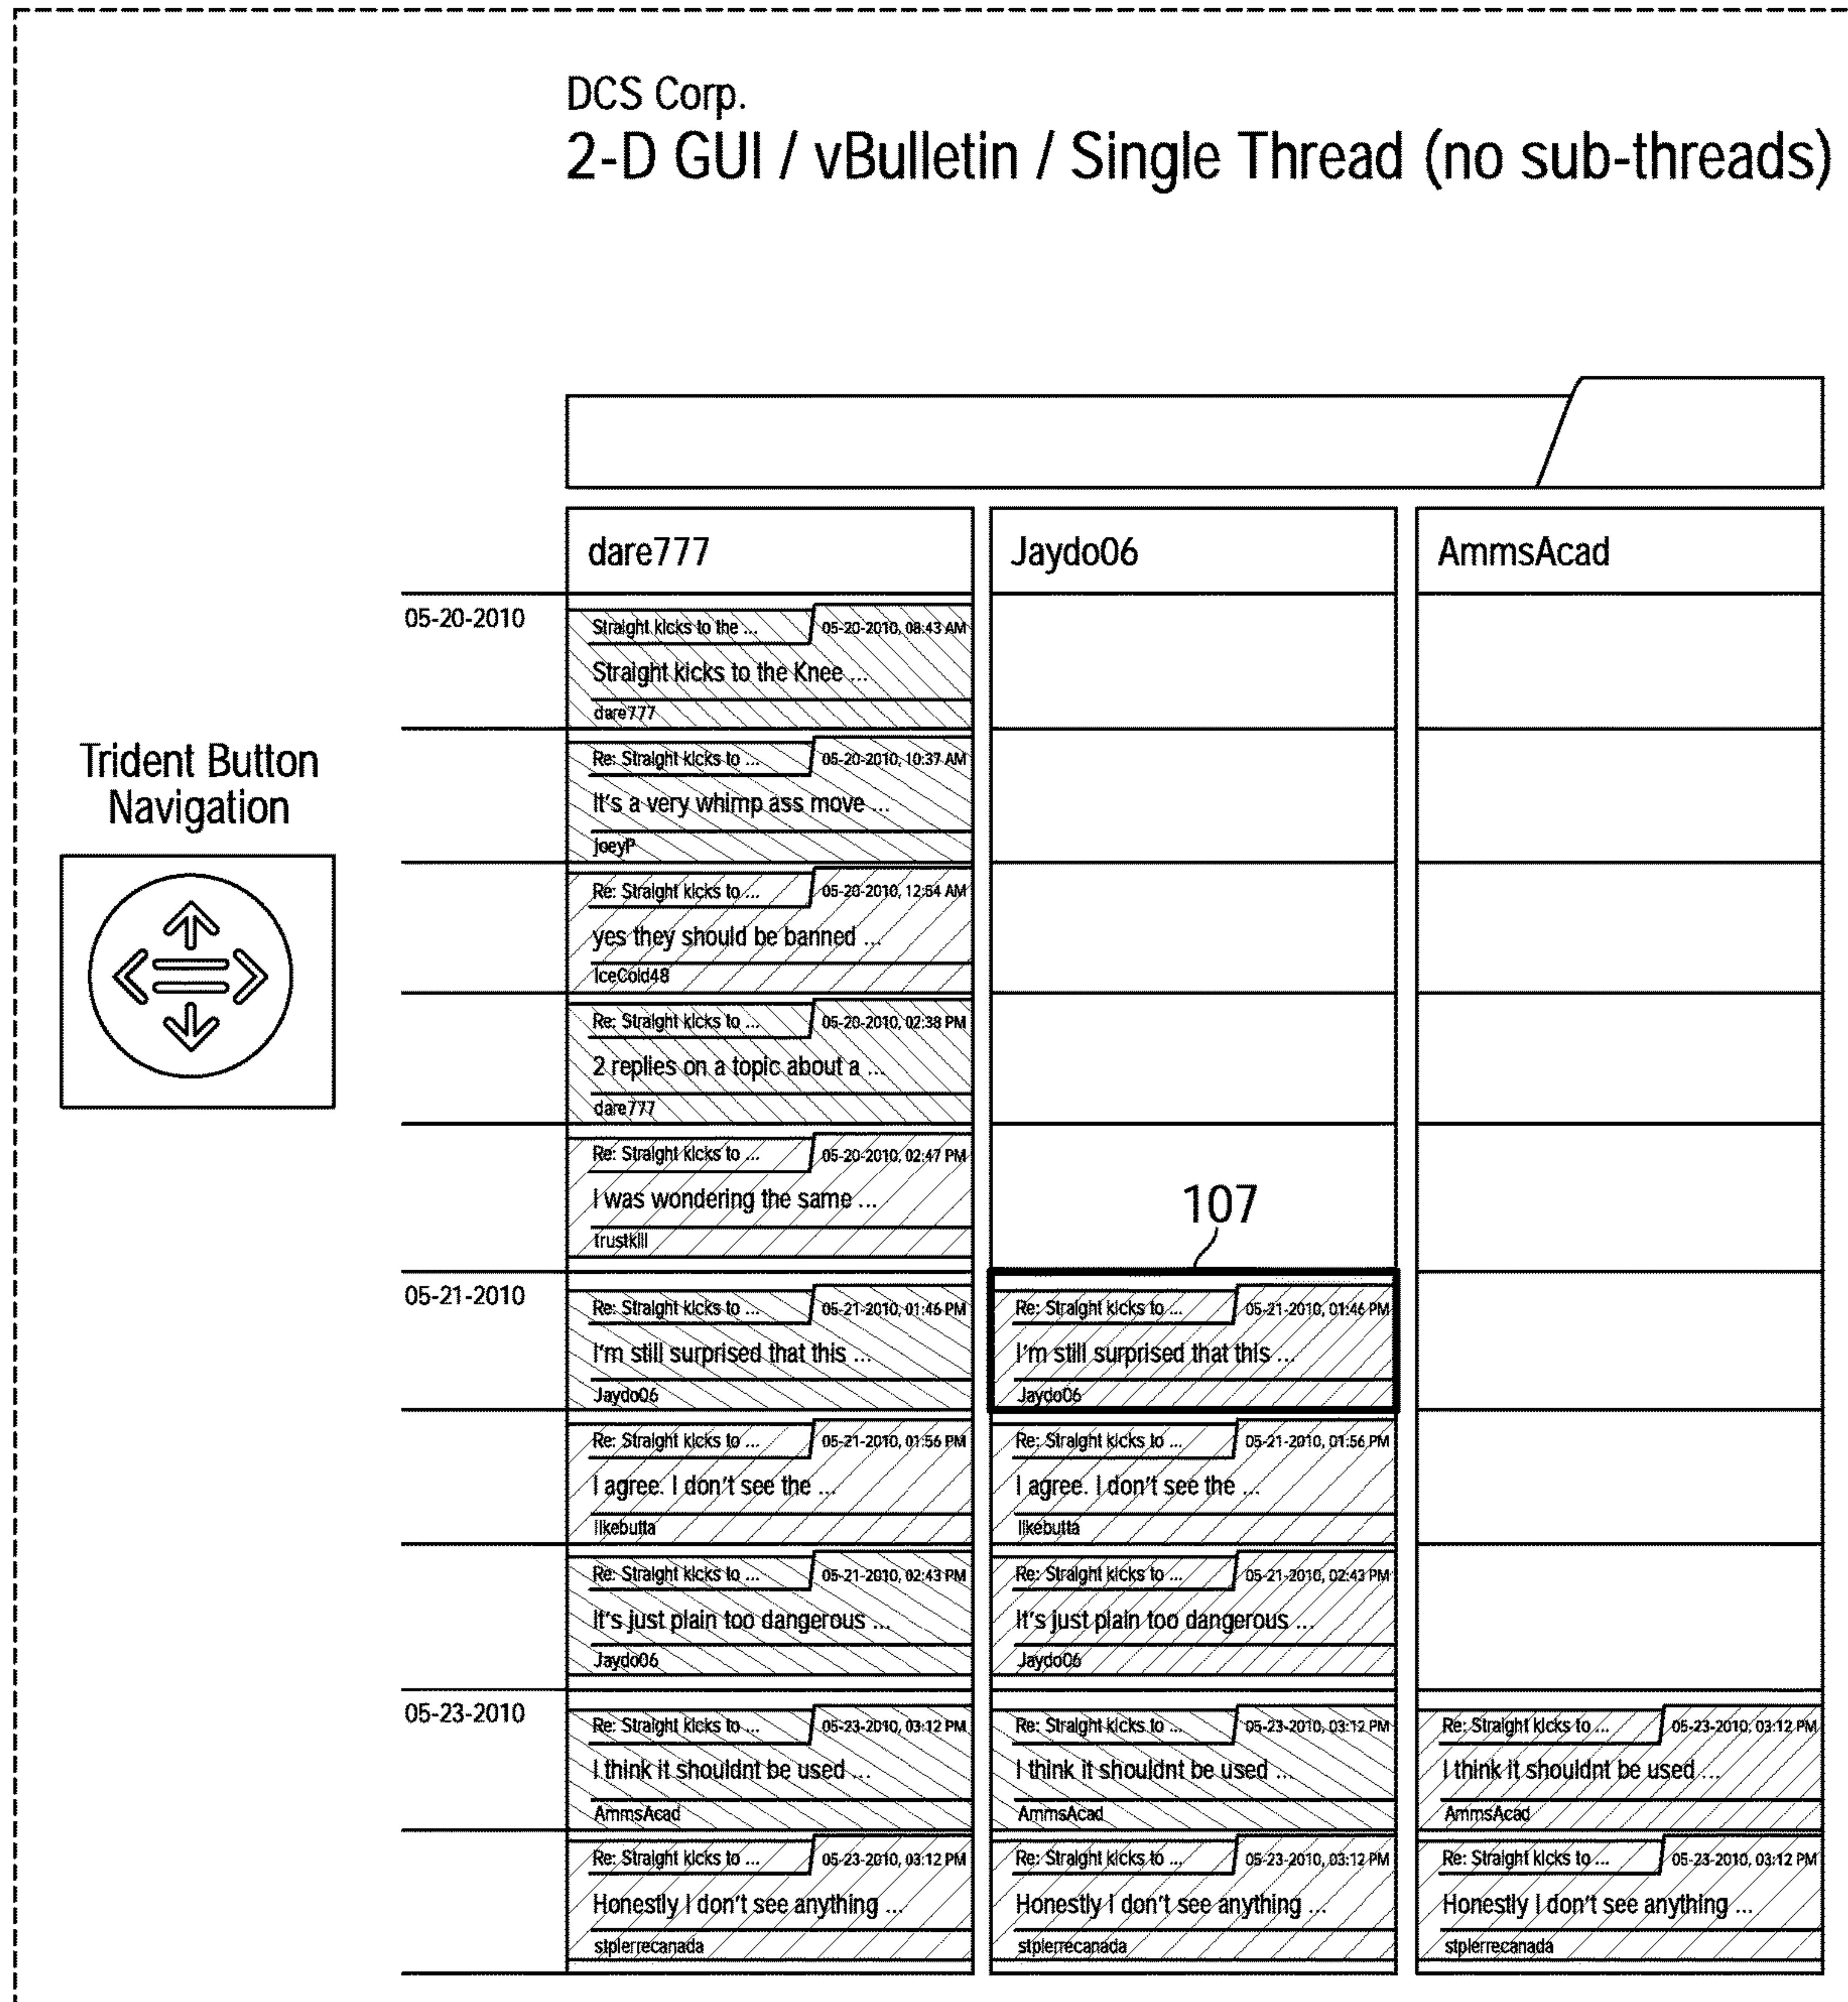 DCS Corp.
2-D GUI / vBulletin / Single Thread (no sub-threads)
Trident Button
Navigation
dare777 Jaydo06 AmmsAcad
05-20-2010
Straight kicks to the ... 05-20-2010, 08:43 AM
Straight kicks to the Knee ...
dare777
Re: Straight kicks to ... 05-20-2010, 10:37 AM
It's a very whimp ass move ...
joeyP
Re: Straight kicks to ... 05-20-2010, 12:54 AM
yes they should be banned ...
IceCold48
Re: Straight kicks to ... 05-20-2010, 02:38 PM
2 replies on a topic about a ...
dare777
Re: Straight kicks to ... 05-20-2010, 02:47 PM
I was wondering the same ...
trustkill
107
05-21-2010
Re: Straight kicks to ... 05-21-2010, 01:46 PM Re: Straight kicks to ... 05-21-2010, 01:46 PM
I'm still surprised that this ... I'm still surprised that this ...
Jaydo06 Jaydo06
Re: Straight kicks to ... 05-21-2010, 01:56 PM Re: Straight kicks to ... 05-21-2010, 01:56 PM
I agree. I don't see the ... I agree. I don't see the ...
likebutta likebutta
Re: Straight kicks to ... 05-21-2010, 02:43 PM Re: Straight kicks to ... 05-21-2010, 02:43 PM
It's just plain too dangerous ... It's just plain too dangerous ...
Jaydo06 Jaydo06
05-23-2010
Re: Straight kicks to ... 05-23-2010, 03:12 PM Re: Straight kicks to ... 05-23-2010, 03:12 PM Re: Straight kicks to ... 05-23-2010, 03:12 PM
I think it shouldnt be used ... I think it shouldnt be used ... I think it shouldnt be used ...
AmmsAcad AmmsAcad AmmsAcad
Re: Straight kicks to ... 05-23-2010, 03:12 PM Re: Straight kicks to ... 05-23-2010, 03:12 PM Re: Straight kicks to ... 05-23-2010, 03:12 PM
Honestly I don't see anything ... Honestly I don't see anything ... Honestly I don't see anything ...
stpierrecanada stpierrecanada stpierrecanada